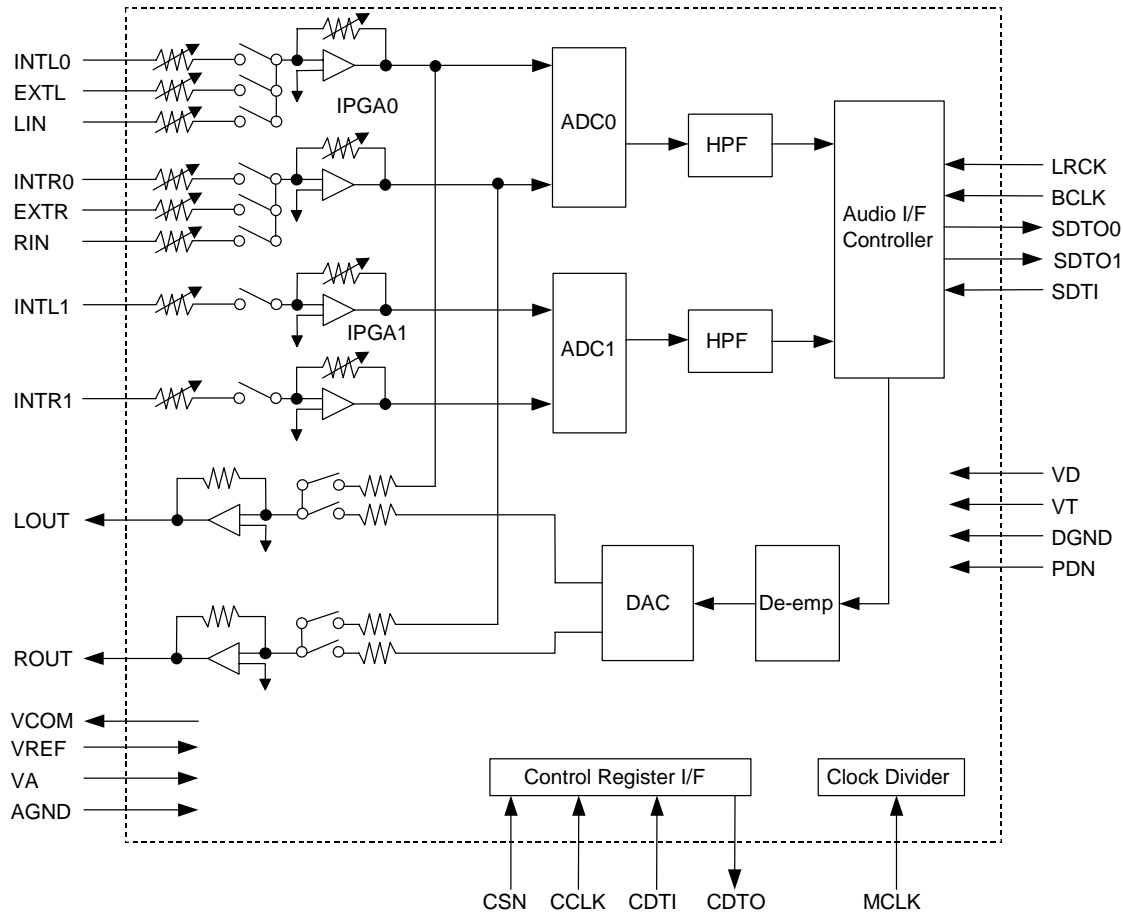 INTL0
EXTL
LIN
IPGA0
INTR0
EXTR
RIN
INTL1
IPGA1
INTR1
ADC0
HPF
ADC1
HPF
Audio I/F
Controller
LRCK
BCLK
SDTO0
SDTO1
SDTI
VD
VT
DGND
PDN
LOUT
ROUT
DAC
De-emp
VCOM
VREF
VA
AGND
Control Register I/F
Clock Divider
CSN
CCLK
CDTI
CDTO
MCLK